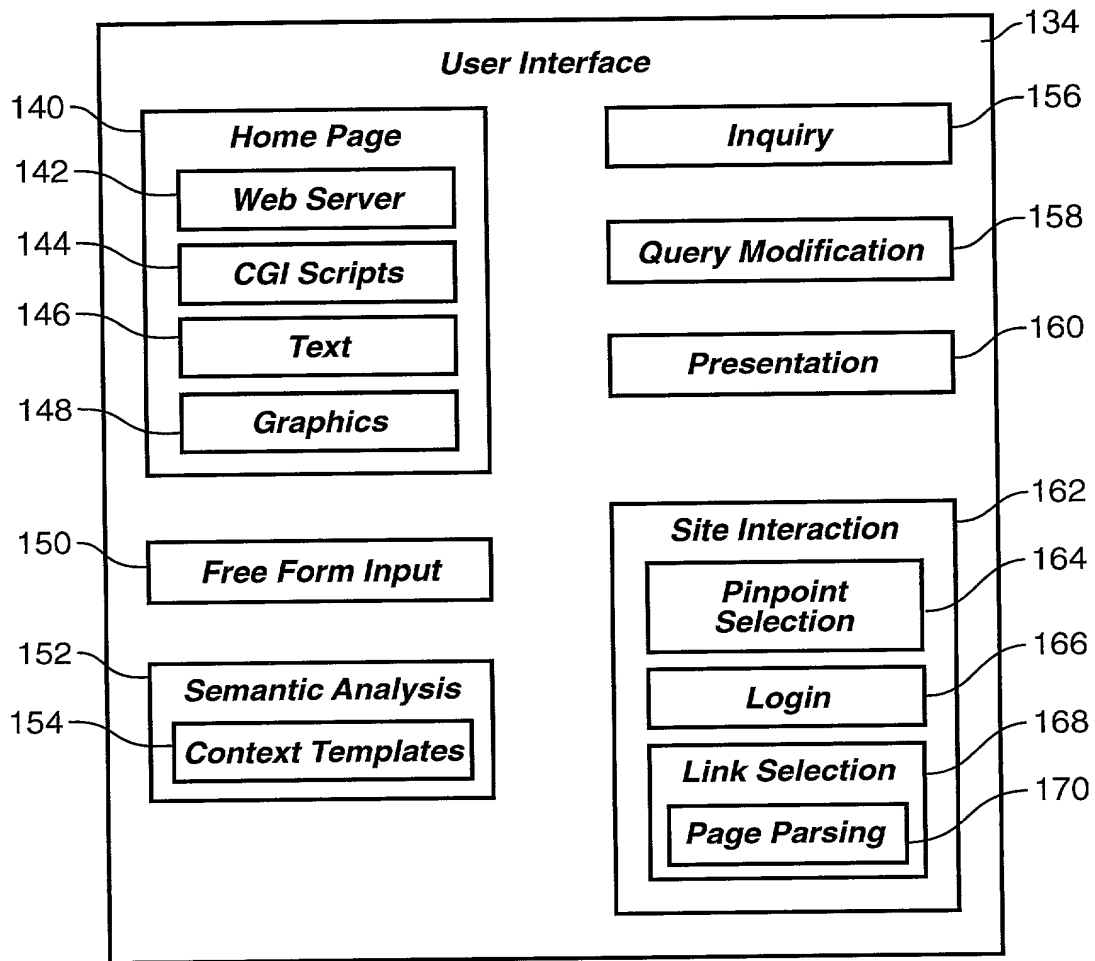 134
User Interface
140
Home Page
142
Web Server
144
CGI Scripts
146
Text
148
Graphics
150
Free Form Input
152
Semantic Analysis
154
Context Templates
156
Inquiry
158
Query Modification
160
Presentation
162
Site Interaction
164
Pinpoint
Selection
166
Login
168
Link Selection
170
Page Parsing